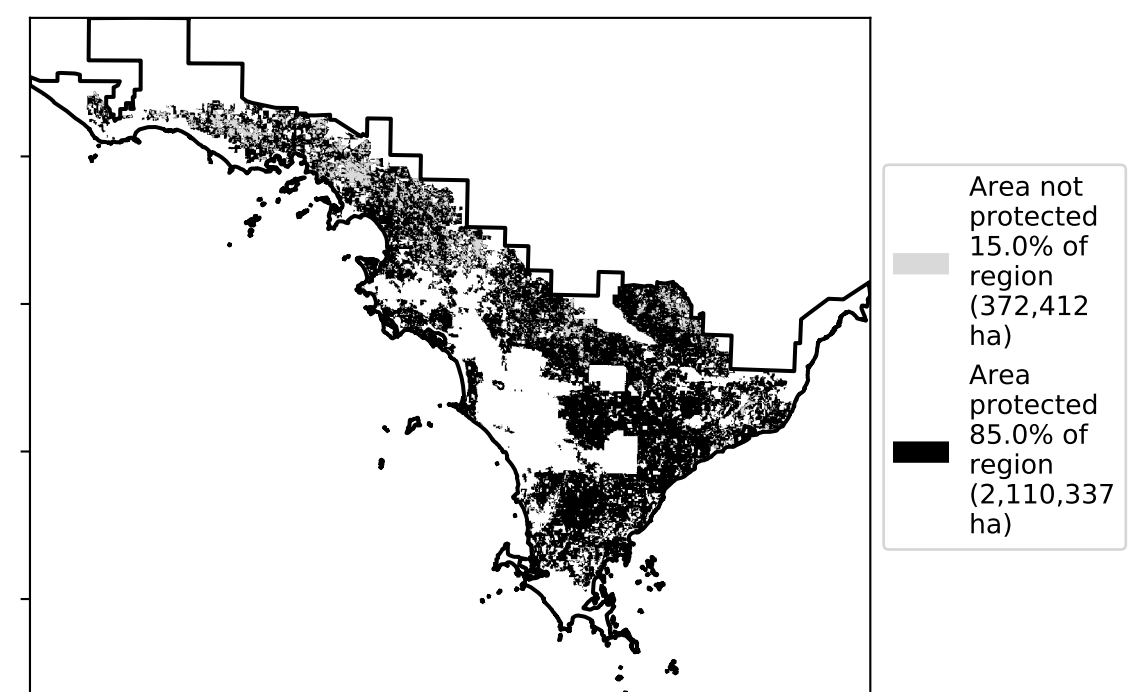 Area not
protected
15.0% of
region
(372,412
ha)
Area
protected
85.0% of
region
(2,110,337
ha)